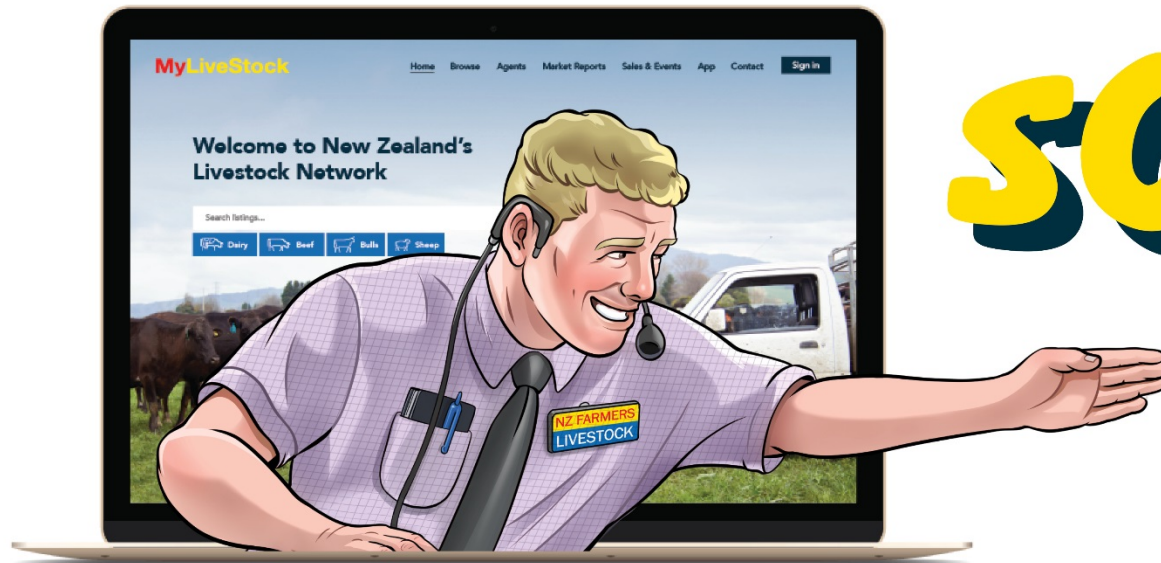 MyLiveStock
Home Browse Agents Market Reports Sales & Events App Contact Sign in
Welcome to New Zealand's
Livestock Network
Search listings...
Dairy Beef Bulls Sheep
NZ FARMERS
LIVESTOCK